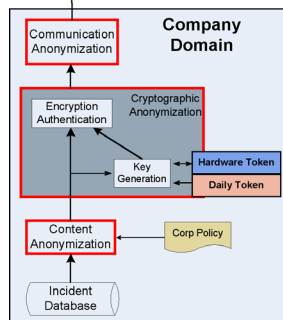 Company
Domain
Communication
Anonymization
Cryptographic
Anonymization
Encryption
Authentication
Key
Generation
Hardware Token
Daily Token
Content
Anonymization
Corp Policy
Incident
Database